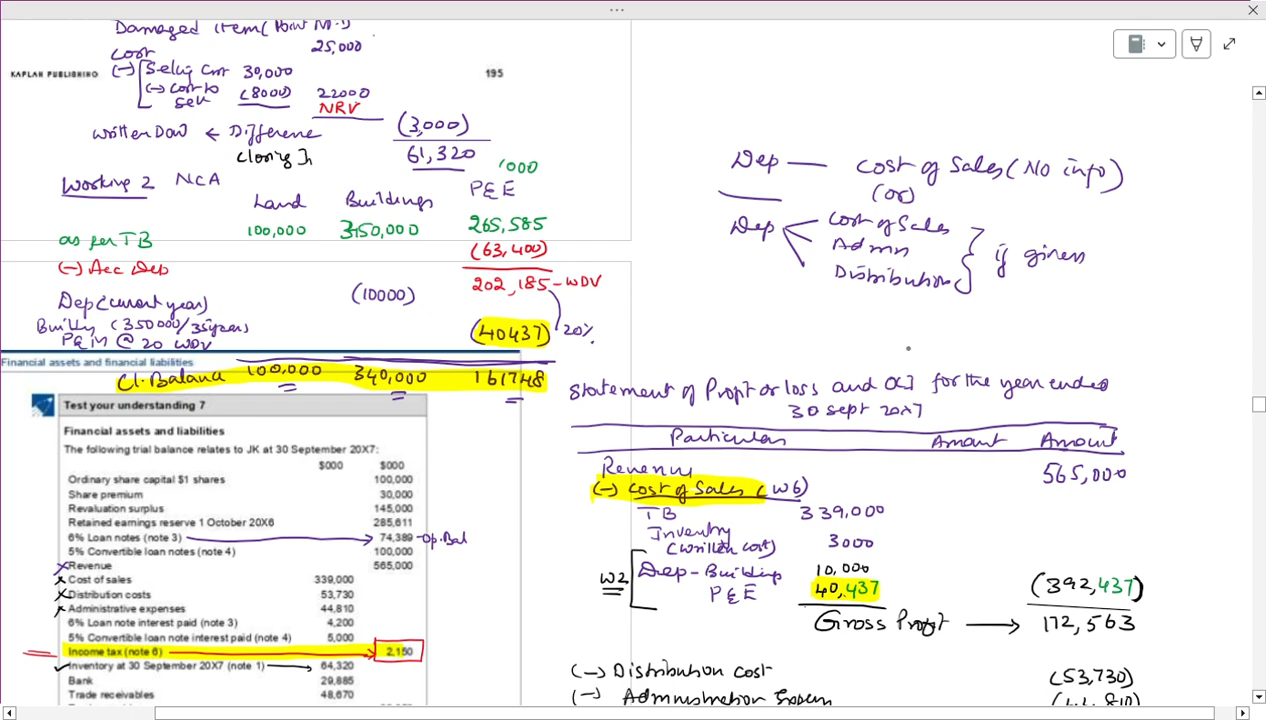 Damaged item (Point No.1)
Cost 25,000
(-) Selling Cost 30,000
KAPLAN PUBLISHING 195
(-) Cost to sell (8000) 22000
NRV
Written Dow ← Difference (3,000)
Closing In 61,320
'000
Working 2 NCA
Land Buildings P&E
as per TB 100,000 350,000 265,585
(-) Acc Dep (63,400)
202,185 - WDV
Dep (current year) (10000)
Buildg (350000/35years)
P&M @ 20 WDV (40437) 20%
Financial assets and financial liabilities
Cl. Balana 100,000 340,000 161748
Test your understanding 7
Financial assets and liabilities
The following trial balance relates to JK at 30 September 20X7:
$000 $000
Ordinary share capital $1 shares 100,000
Share premium 30,000
Revaluation surplus 145,000
Retained earnings reserve 1 October 20X6 285,611
6% Loan notes (note 3) 74,389 - Op. Bal
5% Convertible loan notes (note 4) 100,000
Revenue 565,000
Cost of sales 339,000
Distribution costs 53,730
Administrative expenses 44,810
6% Loan note interest paid (note 3) 4,200
5% Convertible loan note interest paid (note 4) 5,000
Income tax (note 6) 2,150
Inventory at 30 September 20X7 (note 1) 64,320
Bank 29,885
Trade receivables 48,670
Dep — Cost of Sales (No info)
(or)
Dep Cost of Sales
Admn
Distribution
if given
Statement of Profit or loss and OCI for the year ended
30 sept 20X7
Particulars Amount Amount
Revenue 565,000
(-) Cost of Sales (W6)
TB 339,000
Inventory
(Written cost) 3000
W2 Dep - Building 10,000
P&E 40,437 (392,437)
Gross Profit → 172,563
(-) Distribution Cost (53,730)
(-) Administration Expen (44,810)